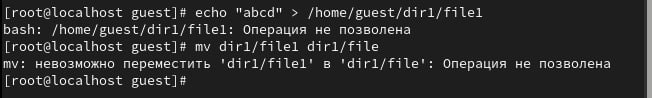 [root@localhost guest]# echo "abcd" > /home/guest/dir1/file1
bash: /home/guest/dir1/file1: Операция не позволена
[root@localhost guest]# mv dir1/file1 dir1/file
mv: невозможно переместить 'dir1/file1' в 'dir1/file': Операция не позволена
[root@localhost guest]#